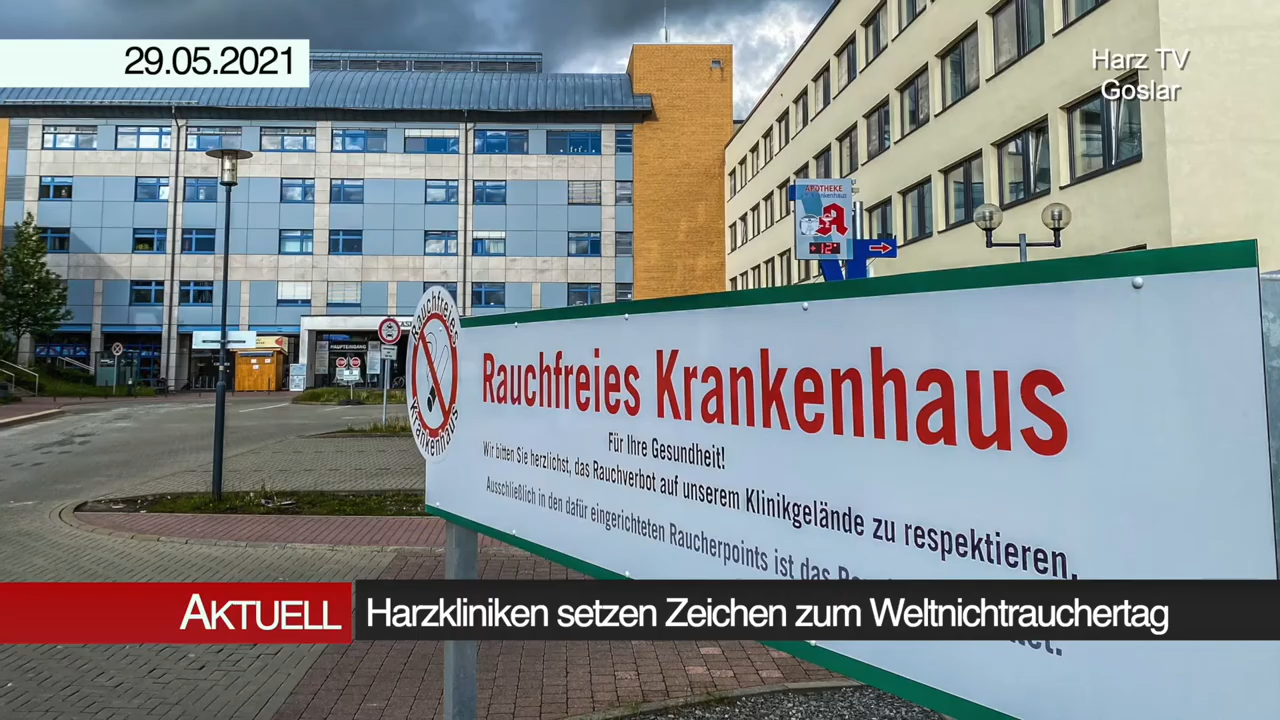 29.05.2021
Harz TV
Goslar
APOTHEKE
+12°
HAUPTEINGANG
Rauchfreies
Krankenhaus
Rauchfreies Krankenhaus
Für Ihre Gesundheit!
Wir bitten Sie herzlichst, das Rauchverbot auf unserem Klinikgelände zu respektieren.
Ausschließlich in den dafür eingerichteten Raucherpoints ist das
AKTUELL
Harzkliniken setzen Zeichen zum Weltnichtrauchertag